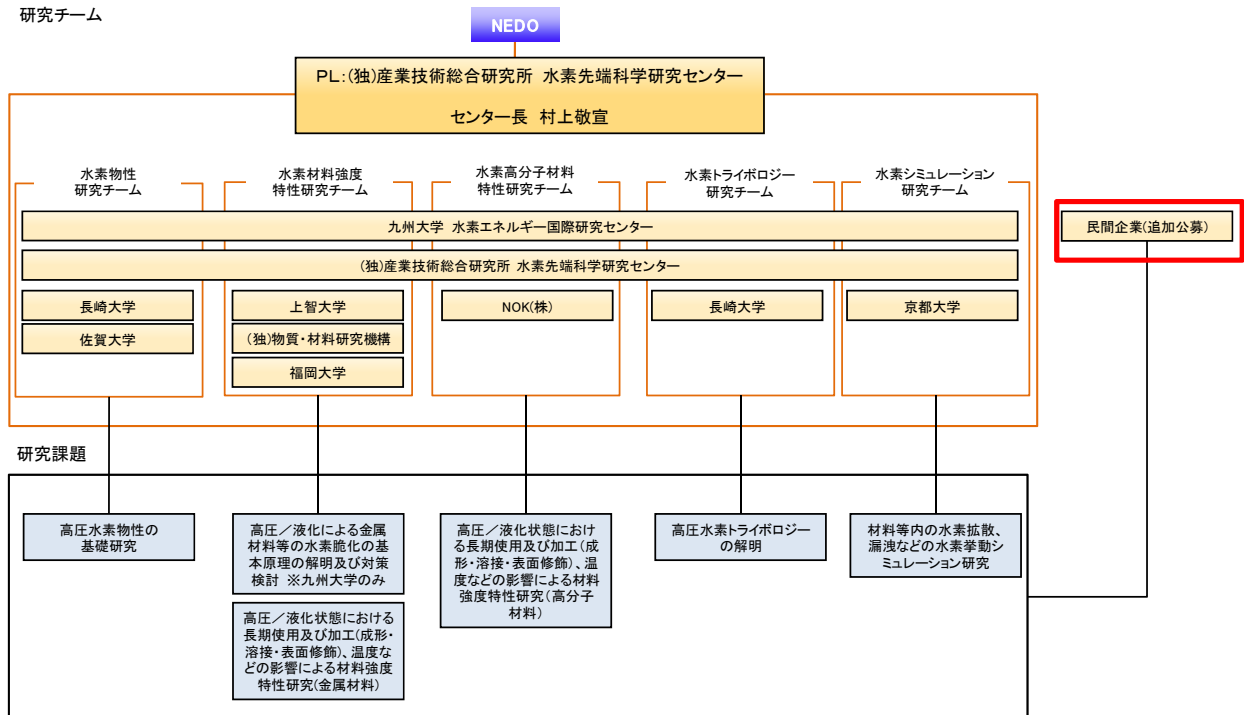 研究チーム
NEDO
PL:(独)産業技術総合研究所 水素先端科学研究センター
センター長 村上敬宣
水素物性
研究チーム
水素材料強度
特性研究チーム
水素高分子材料
特性研究チーム
水素トライボロジー
研究チーム
水素シミュレーション
研究チーム
九州大学 水素エネルギー国際研究センター
民間企業(追加公募)
(独)産業技術総合研究所 水素先端科学研究センター
長崎大学
佐賀大学
上智大学
(独)物質・材料研究機構
福岡大学
NOK(株)
長崎大学
京都大学
研究課題
高圧水素物性の
基礎研究
高圧/液化による金属
材料等の水素脆化の基
本原理の解明及び対策
検討 ※九州大学のみ
高圧/液化状態における
長期使用及び加工(成形・
溶接・表面修飾)、温度な
どの影響による材料強度
特性研究(金属材料)
高圧/液化状態におけ
る長期使用及び加工(成
形・溶接・表面修飾)、温
度などの影響による材料
強度特性研究(高分子
材料)
高圧水素トライボロジー
の解明
材料等内の水素拡散、
漏洩などの水素挙動シ
ミュレーション研究